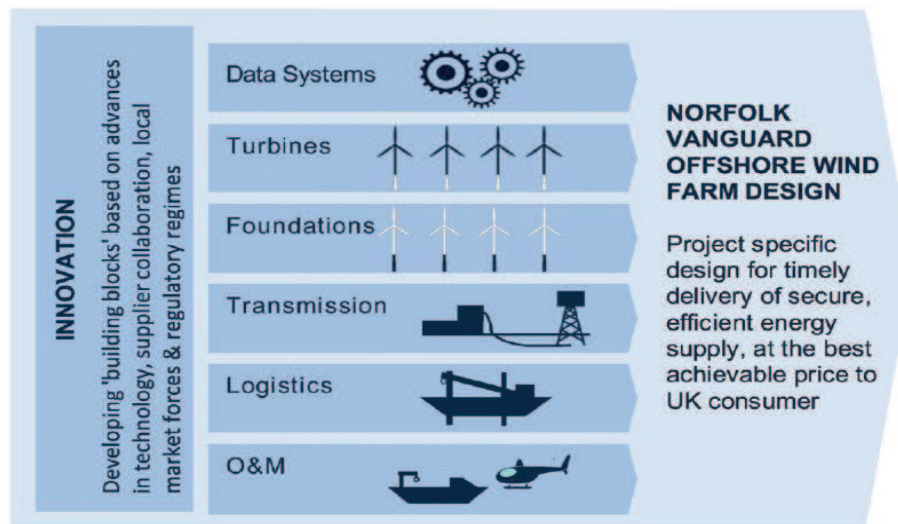 INNOVATION
Developing 'building blocks' based on advances
in technology, supplier collaboration, local
market forces & regulatory regimes
Data Systems
Turbines
Foundations
Transmission
Logistics
O&M
NORFOLK
VANGUARD
OFFSHORE WIND
FARM DESIGN
Project specific
design for timely
delivery of secure,
efficient energy
supply, at the best
achievable price to
UK consumer